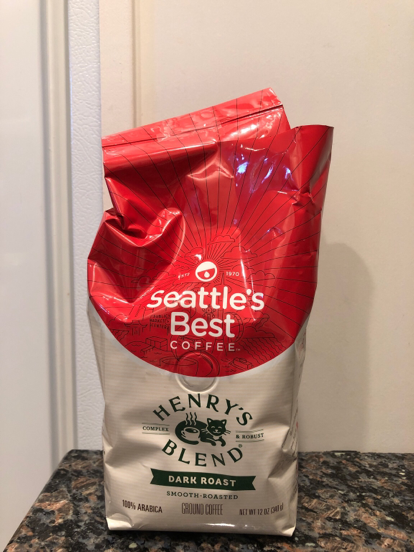 EST'D 1970
Seattle's
Best
COFFEE
HENRY'S
COMPLEX & ROBUST
BLEND
DARK ROAST
SMOOTH-ROASTED
100% ARABICA GROUND COFFEE NET WT 12 OZ (340 g)